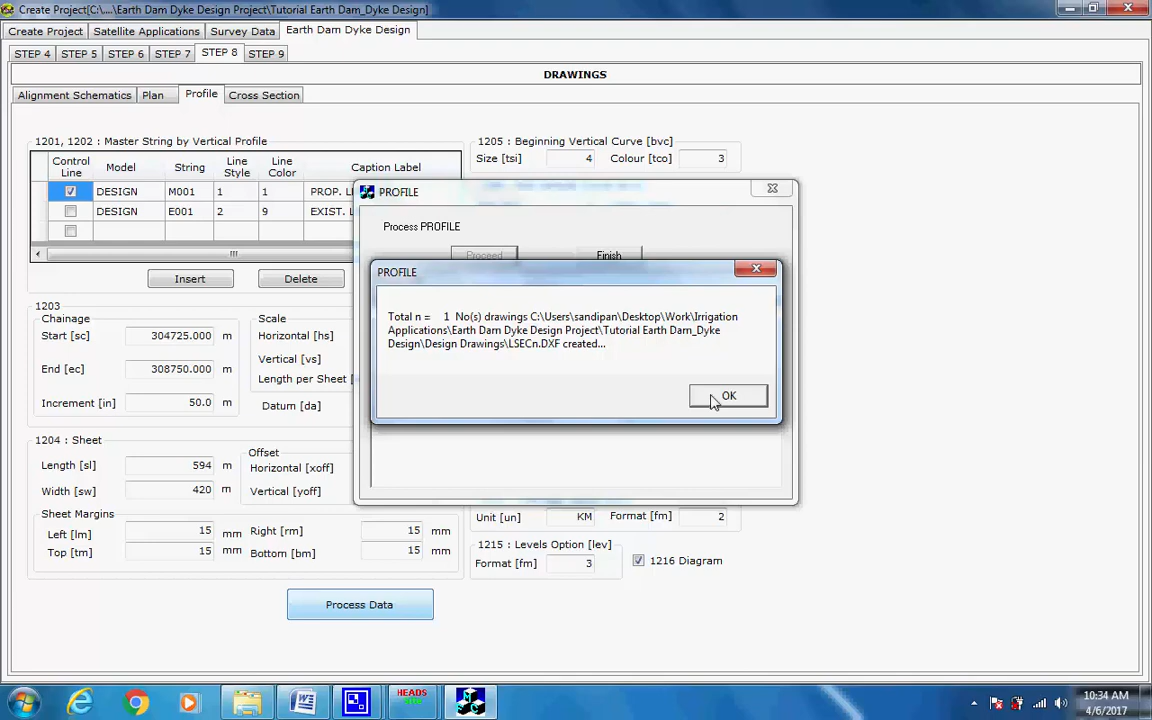 Create Project[C:\...\Earth Dam Dyke Design Project\Tutorial Earth Dam_Dyke Design]
Create Project Satellite Applications Survey Data Earth Dam Dyke Design
STEP 4 STEP 5 STEP 6 STEP 7 STEP 8 STEP 9
DRAWINGS
Alignment Schematics Plan Profile Cross Section
1201, 1202 : Master String by Vertical Profile
Control Line Model String Line Style Line Color Caption Label
DESIGN M001 1 1 PROP. L
DESIGN E001 2 9 EXIST. L
Insert Delete
1203
Chainage
Start [sc] 304725.000 m
End [ec] 308750.000 m
Increment [in] 50.0 m
Scale
Horizontal [hs]
Vertical [vs]
Length per Sheet [
Datum [da]
1204 : Sheet
Length [sl] 594 m
Width [sw] 420 m
Offset
Horizontal [xoff]
Vertical [yoff]
Sheet Margins
Left [lm] 15 mm Right [rm] 15 mm
Top [tm] 15 mm Bottom [bm] 15 mm
Process Data
1205 : Beginning Vertical Curve [bvc]
Size [tsi] 4 Colour [tco] 3
PROFILE
Process PROFILE
Proceed Finish
PROFILE
Total n = 1 No(s) drawings C:\Users\sandipan\Desktop\Work\Irrigation
Applications\Earth Dam Dyke Design Project\Tutorial Earth Dam_Dyke
Design\Design Drawings\LSECn.DXF created...
OK
Unit [un] KM Format [fm] 2
1215 : Levels Option [lev]
Format [fm] 3
1216 Diagram
HEADS
10:34 AM
4/6/2017